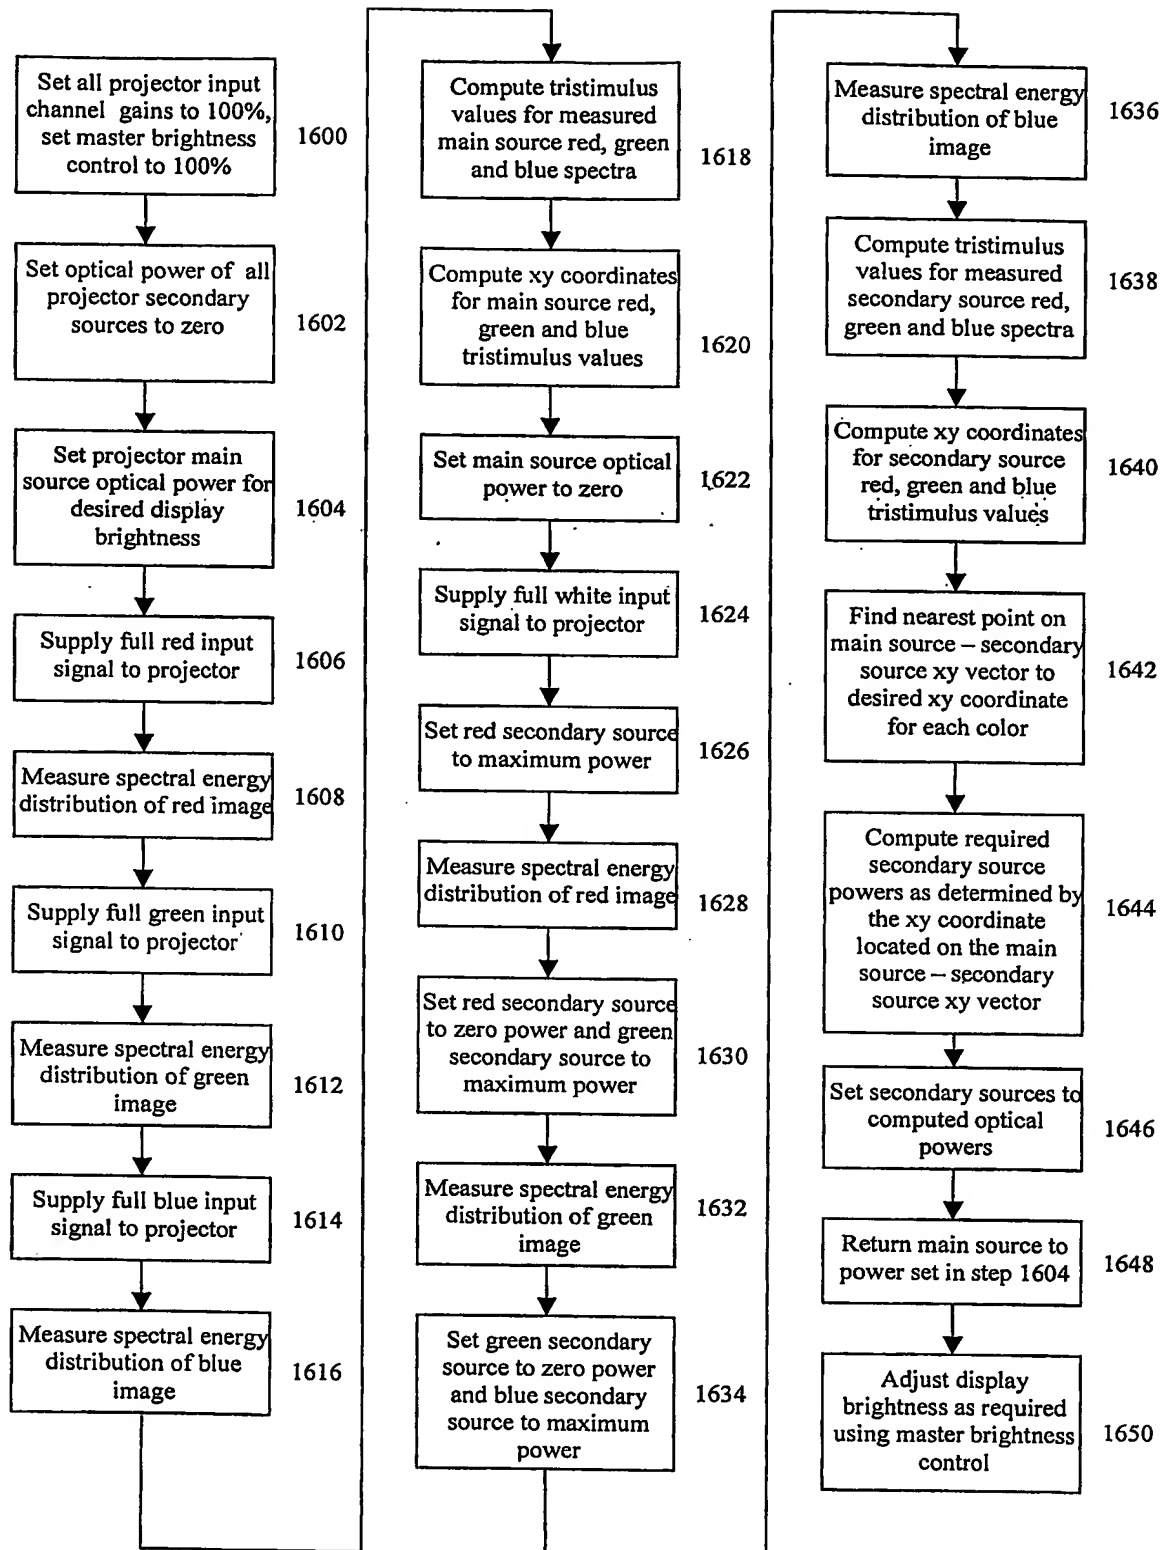 Set all projector input
channel gains to 100%,
set master brightness
control to 100%
1600
Set optical power of all
projector secondary
sources to zero
1602
Set projector main
source optical power for
desired display
brightness
1604
Supply full red input
signal to projector
1606
Measure spectral energy
distribution of red image
1608
Supply full green input
signal to projector
1610
Measure spectral energy
distribution of green
image
1612
Supply full blue input
signal to projector
1614
Measure spectral energy
distribution of blue
image
1616
Compute tristimulus
values for measured
main source red, green
and blue spectra
1618
Compute xy coordinates
for main source red,
green and blue
tristimulus values
1620
Set main source optical
power to zero
1622
Supply full white input
signal to projector
1624
Set red secondary source
to maximum power
1626
Measure spectral energy
distribution of red image
1628
Set red secondary source
to zero power and green
secondary source to
maximum power
1630
Measure spectral energy
distribution of green
image
1632
Set green secondary
source to zero power
and blue secondary
source to maximum
power
1634
Measure spectral energy
distribution of blue
image
1636
Compute tristimulus
values for measured
secondary source red,
green and blue spectra
1638
Compute xy coordinates
for secondary source
red, green and blue
tristimulus values
1640
Find nearest point on
main source – secondary
source xy vector to
desired xy coordinate
for each color
1642
Compute required
secondary source
powers as determined by
the xy coordinate
located on the main
source – secondary
source xy vector
1644
Set secondary sources to
computed optical
powers
1646
Return main source to
power set in step 1604
1648
Adjust display
brightness as required
using master brightness
control
1650